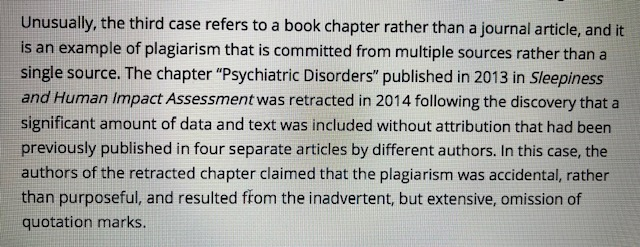 Unusually, the third case refers to a book chapter rather than a journal article, and it
is an example of plagiarism that is committed from multiple sources rather than a
single source. The chapter “Psychiatric Disorders” published in 2013 in Sleepiness
and Human Impact Assessment was retracted in 2014 following the discovery that a
significant amount of data and text was included without attribution that had been
previously published in four separate articles by different authors. In this case, the
authors of the retracted chapter claimed that the plagiarism was accidental, rather
than purposeful, and resulted from the inadvertent, but extensive, omission of
quotation marks.